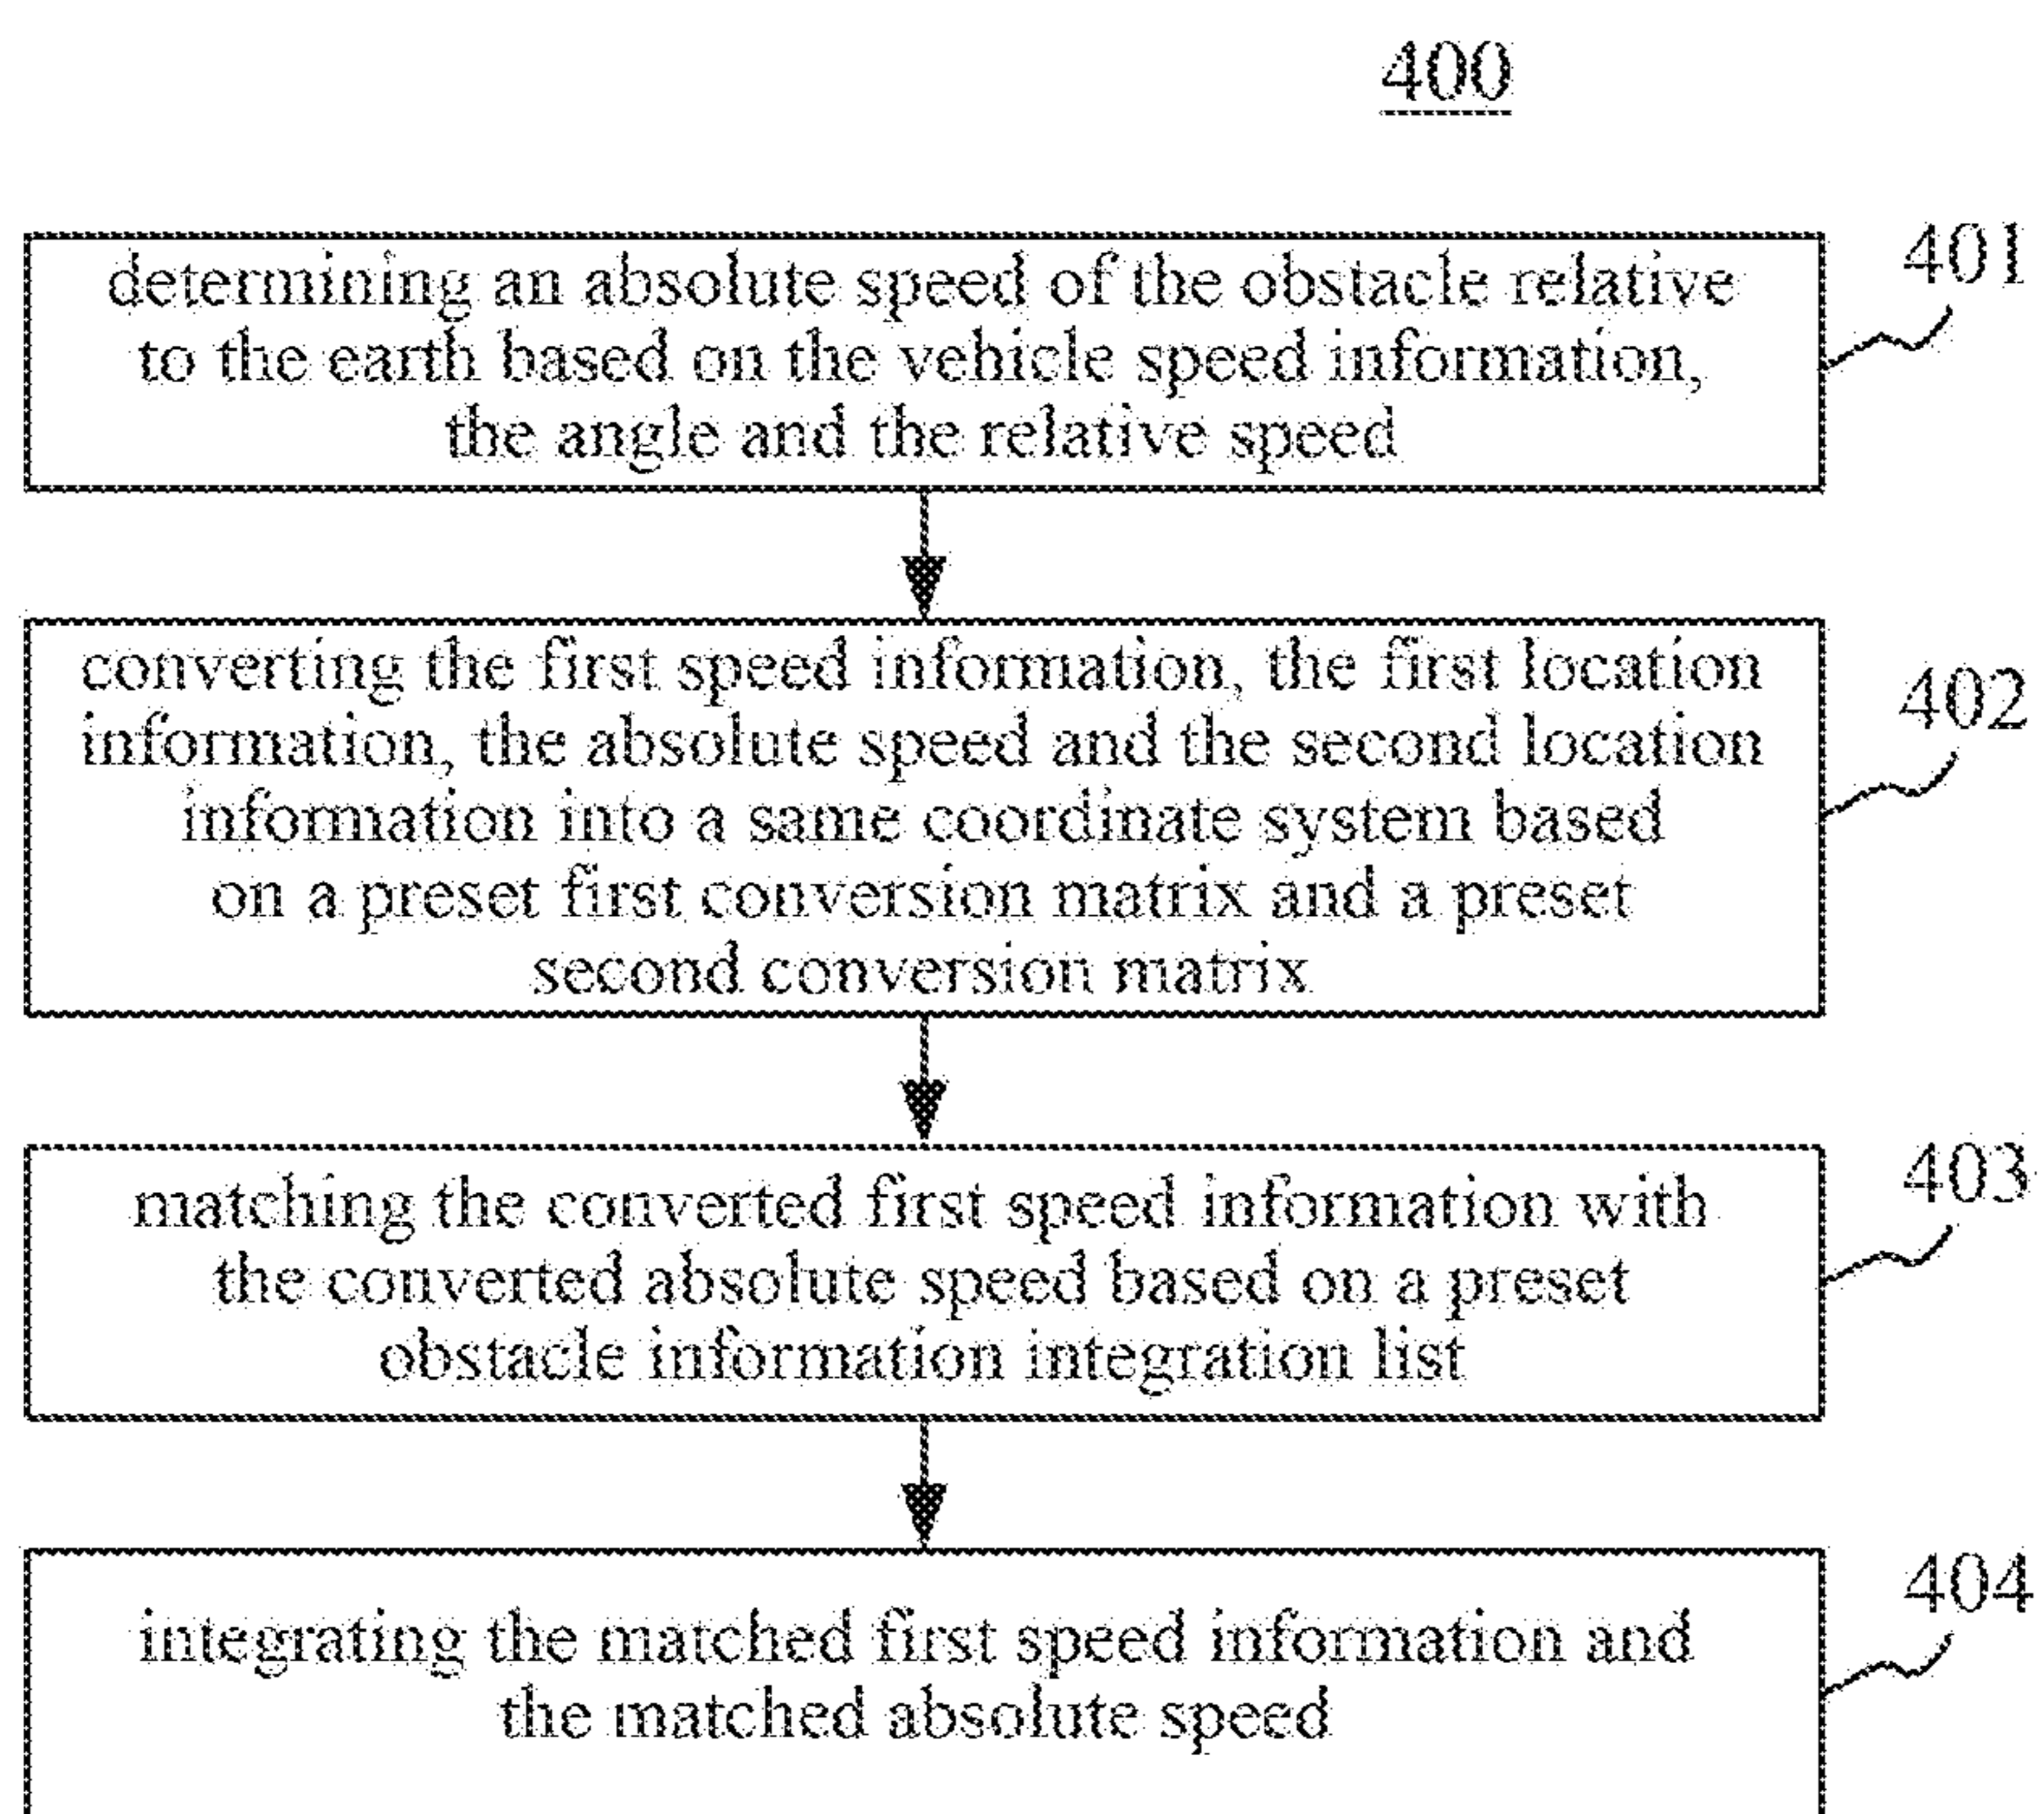 400
determining an absolute speed of the obstacle relative
to the earth based on the vehicle speed information,
the angle and the relative speed
401
converting the first speed information, the first location
information, the absolute speed and the second location
information into a same coordinate system based
on a preset first conversion matrix and a preset
second conversion matrix
402
matching the converted first speed information with
the converted absolute speed based on a preset
obstacle information integration list
403
integrating the matched first speed information and
the matched absolute speed
404